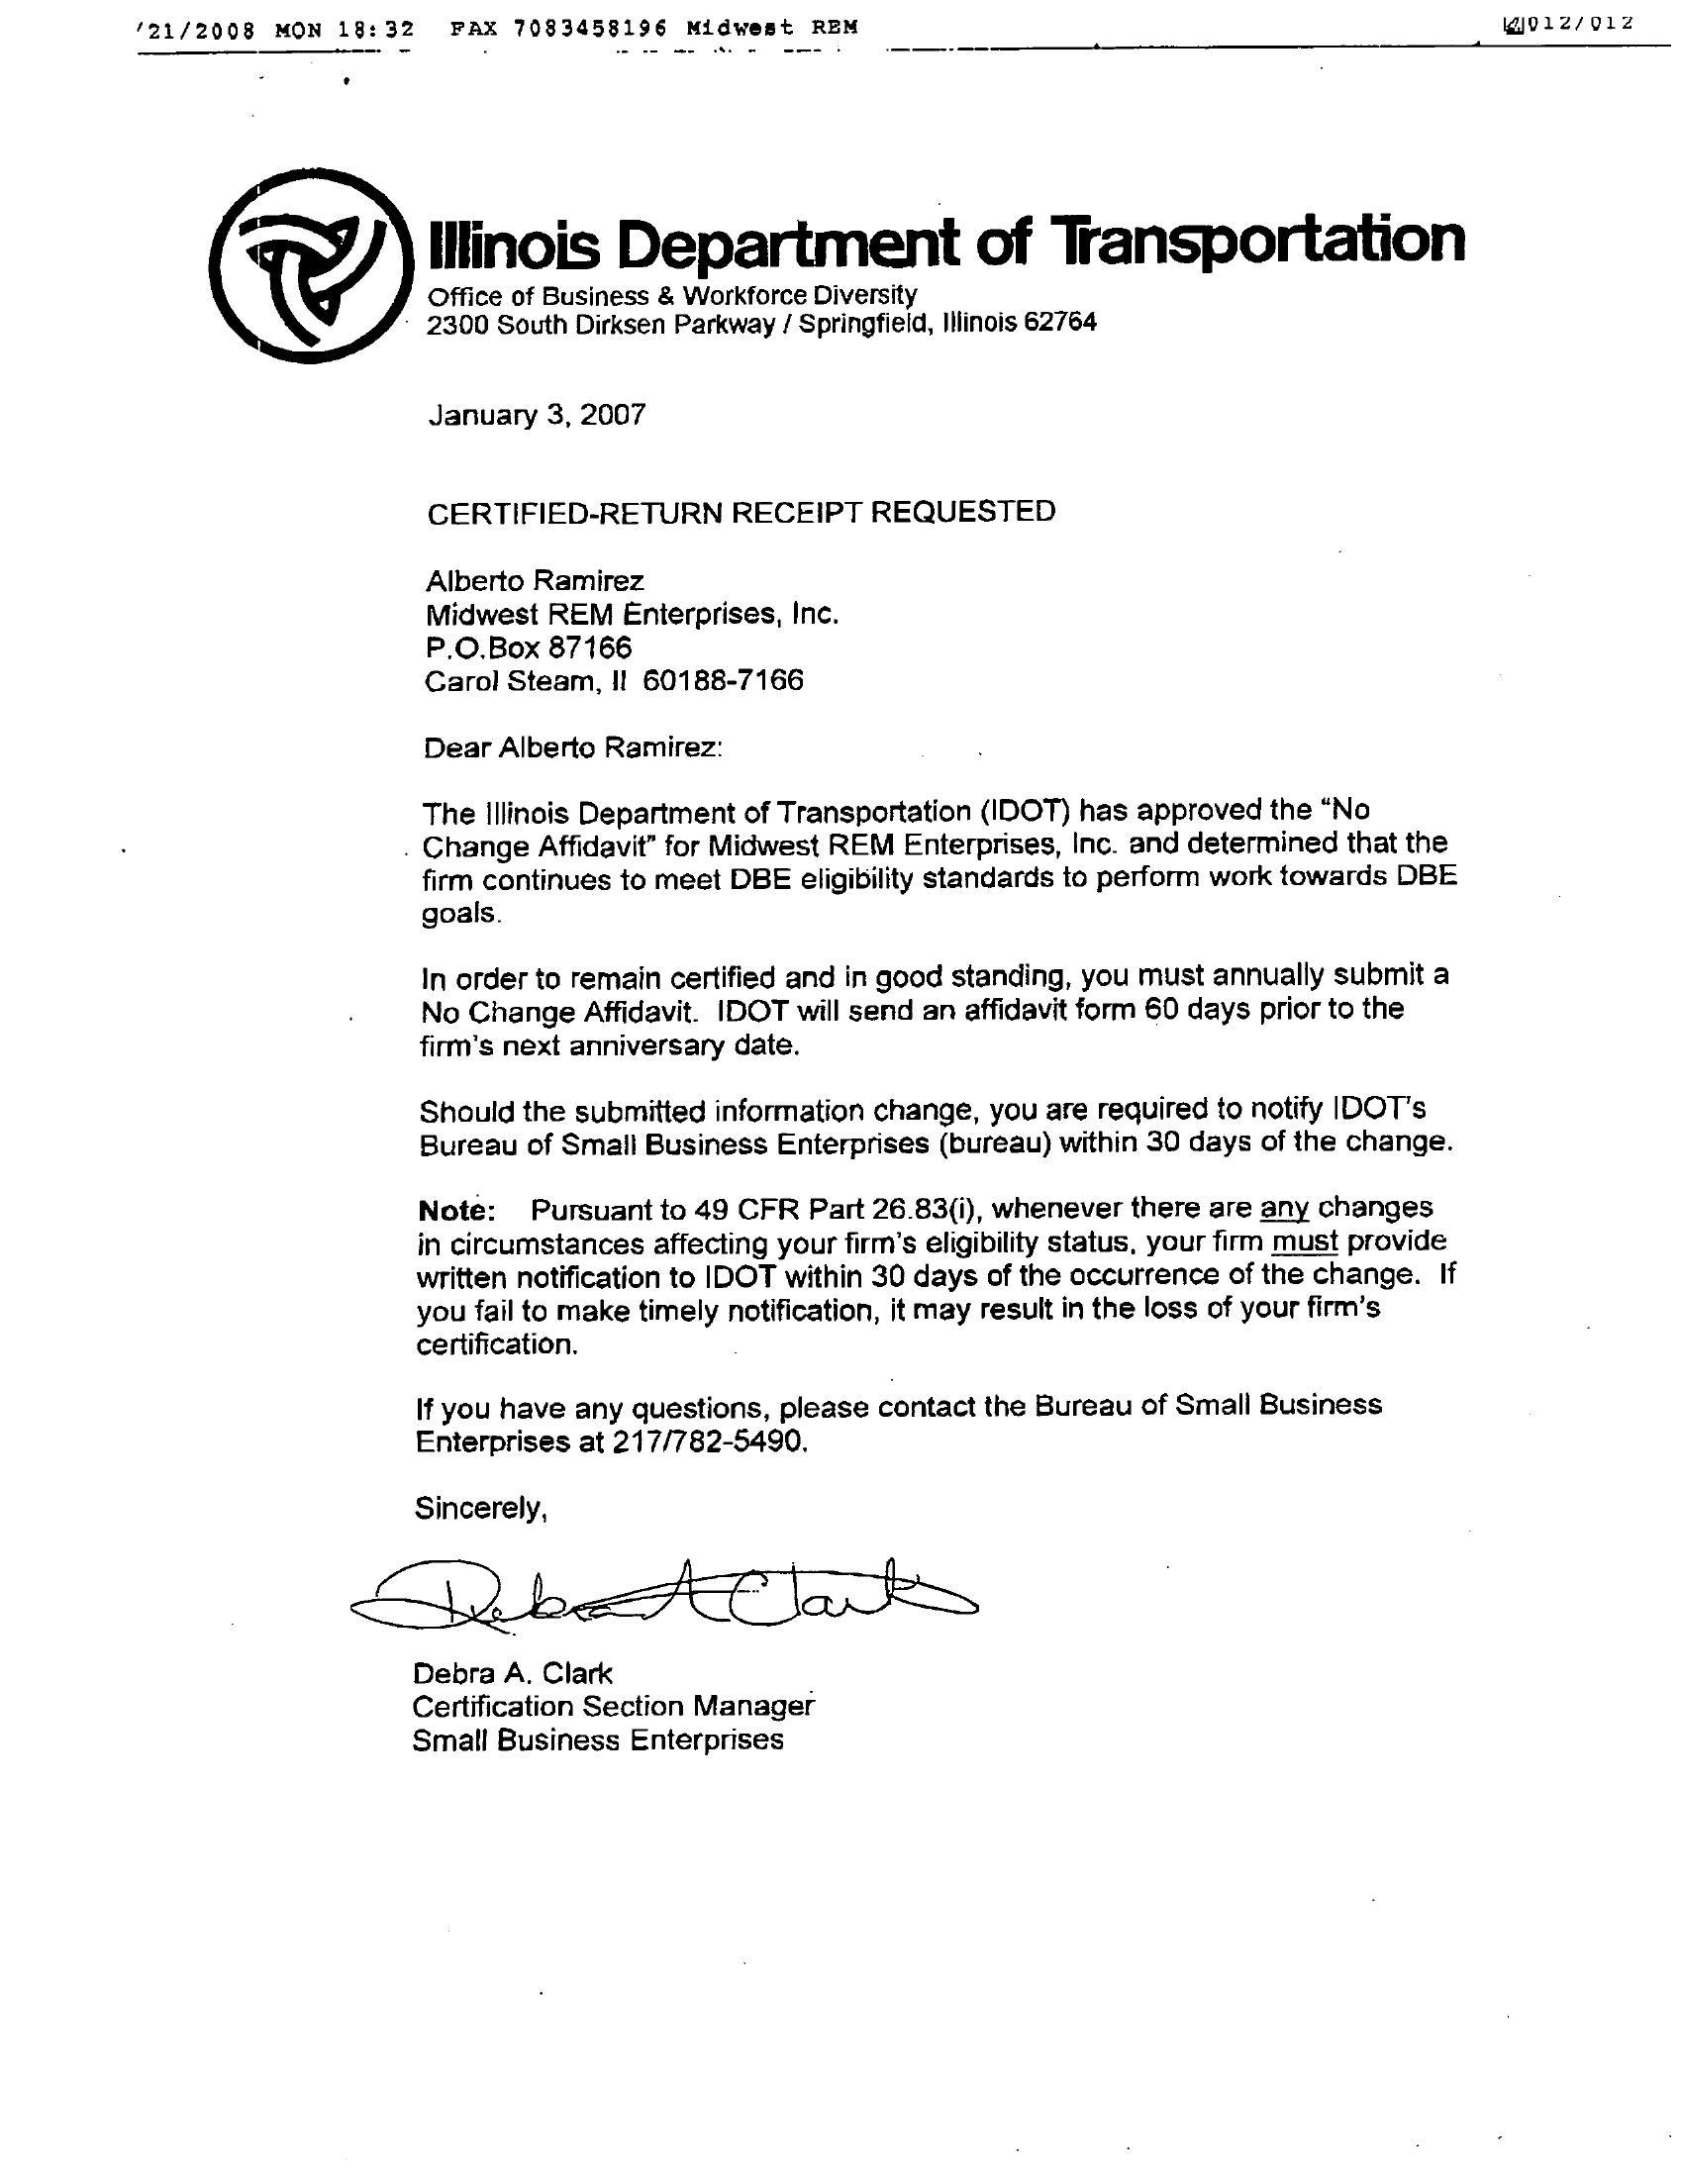 /21/2008 MON 18:32 FAX 7083458196 Midwest REM 012/012
Illinois Department of Transportation
Office of Business & Workforce Diversity
2300 South Dirksen Parkway / Springfield, Illinois 62764
January 3, 2007
CERTIFIED-RETURN RECEIPT REQUESTED
Alberto Ramirez
Midwest REM Enterprises, Inc.
P.O.Box 87166
Carol Steam, Il 60188-7166
Dear Alberto Ramirez:
The Illinois Department of Transportation (IDOT) has approved the "No
Change Affidavit" for Midwest REM Enterprises, Inc. and determined that the
firm continues to meet DBE eligibility standards to perform work towards DBE
goals.
In order to remain certified and in good standing, you must annually submit a
No Change Affidavit. IDOT will send an affidavit form 60 days prior to the
firm's next anniversary date.
Should the submitted information change, you are required to notify IDOT's
Bureau of Small Business Enterprises (bureau) within 30 days of the change.
Note: Pursuant to 49 CFR Part 26.83(i), whenever there are any changes
in circumstances affecting your firm's eligibility status, your firm must provide
written notification to IDOT within 30 days of the occurrence of the change. If
you fail to make timely notification, it may result in the loss of your firm's
certification.
If you have any questions, please contact the Bureau of Small Business
Enterprises at 217/782-5490.
Sincerely,
Debra A Clark
Debra A. Clark
Certification Section Manager
Small Business Enterprises